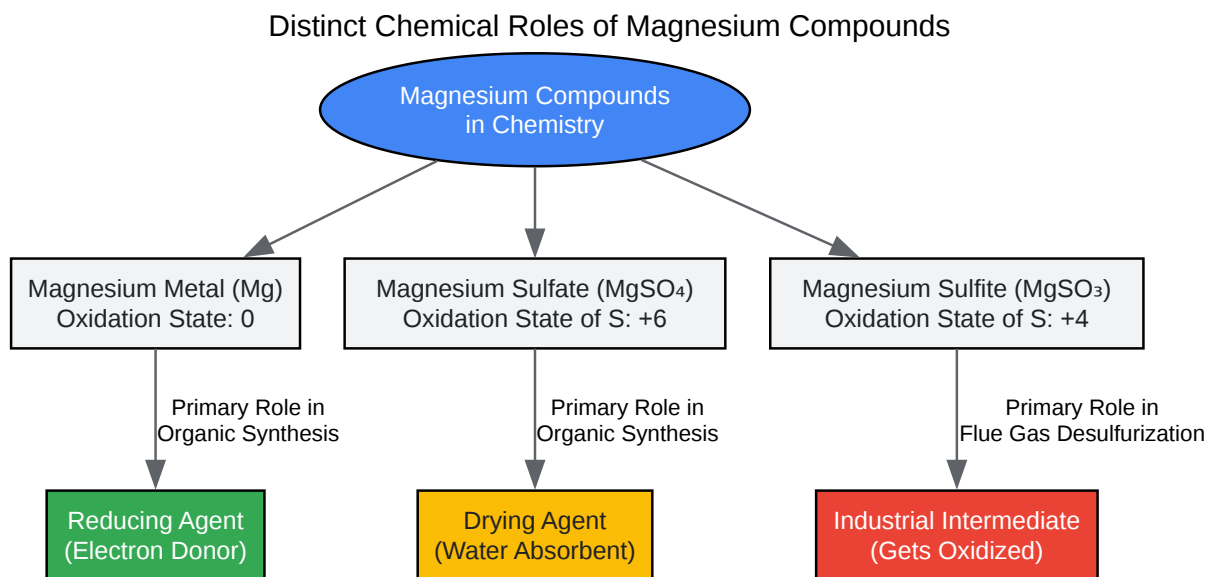 Distinct Chemical Roles of Magnesium Compounds
Magnesium Compounds
in Chemistry
Magnesium Metal (Mg)
Oxidation State: 0
Magnesium Sulfate (MgSO₄)
Oxidation State of S: +6
Magnesium Sulfite (MgSO₃)
Oxidation State of S: +4
Primary Role in
Organic Synthesis
Primary Role in
Organic Synthesis
Primary Role in
Flue Gas Desulfurization
Reducing Agent
(Electron Donor)
Drying Agent
(Water Absorbent)
Industrial Intermediate
(Gets Oxidized)